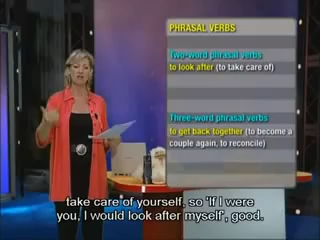 PHRASAL VERBS
Two-word phrasal verbs
to look after (to take care of)
Three-word phrasal verbs
to get back together (to become a
couple again, to reconcile)
take care of yourself, so 'If I were
you, I would look after myself', good.